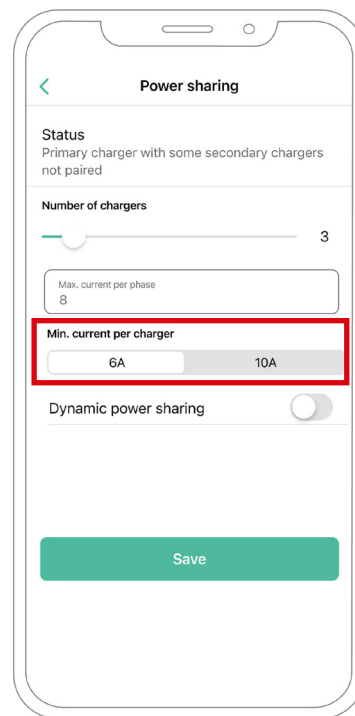 Power sharing
Status
Primary charger with some secondary chargers
not paired
Number of chargers
3
Max. current per phase
8
Min. current per charger
6A 10A
Dynamic power sharing
Save